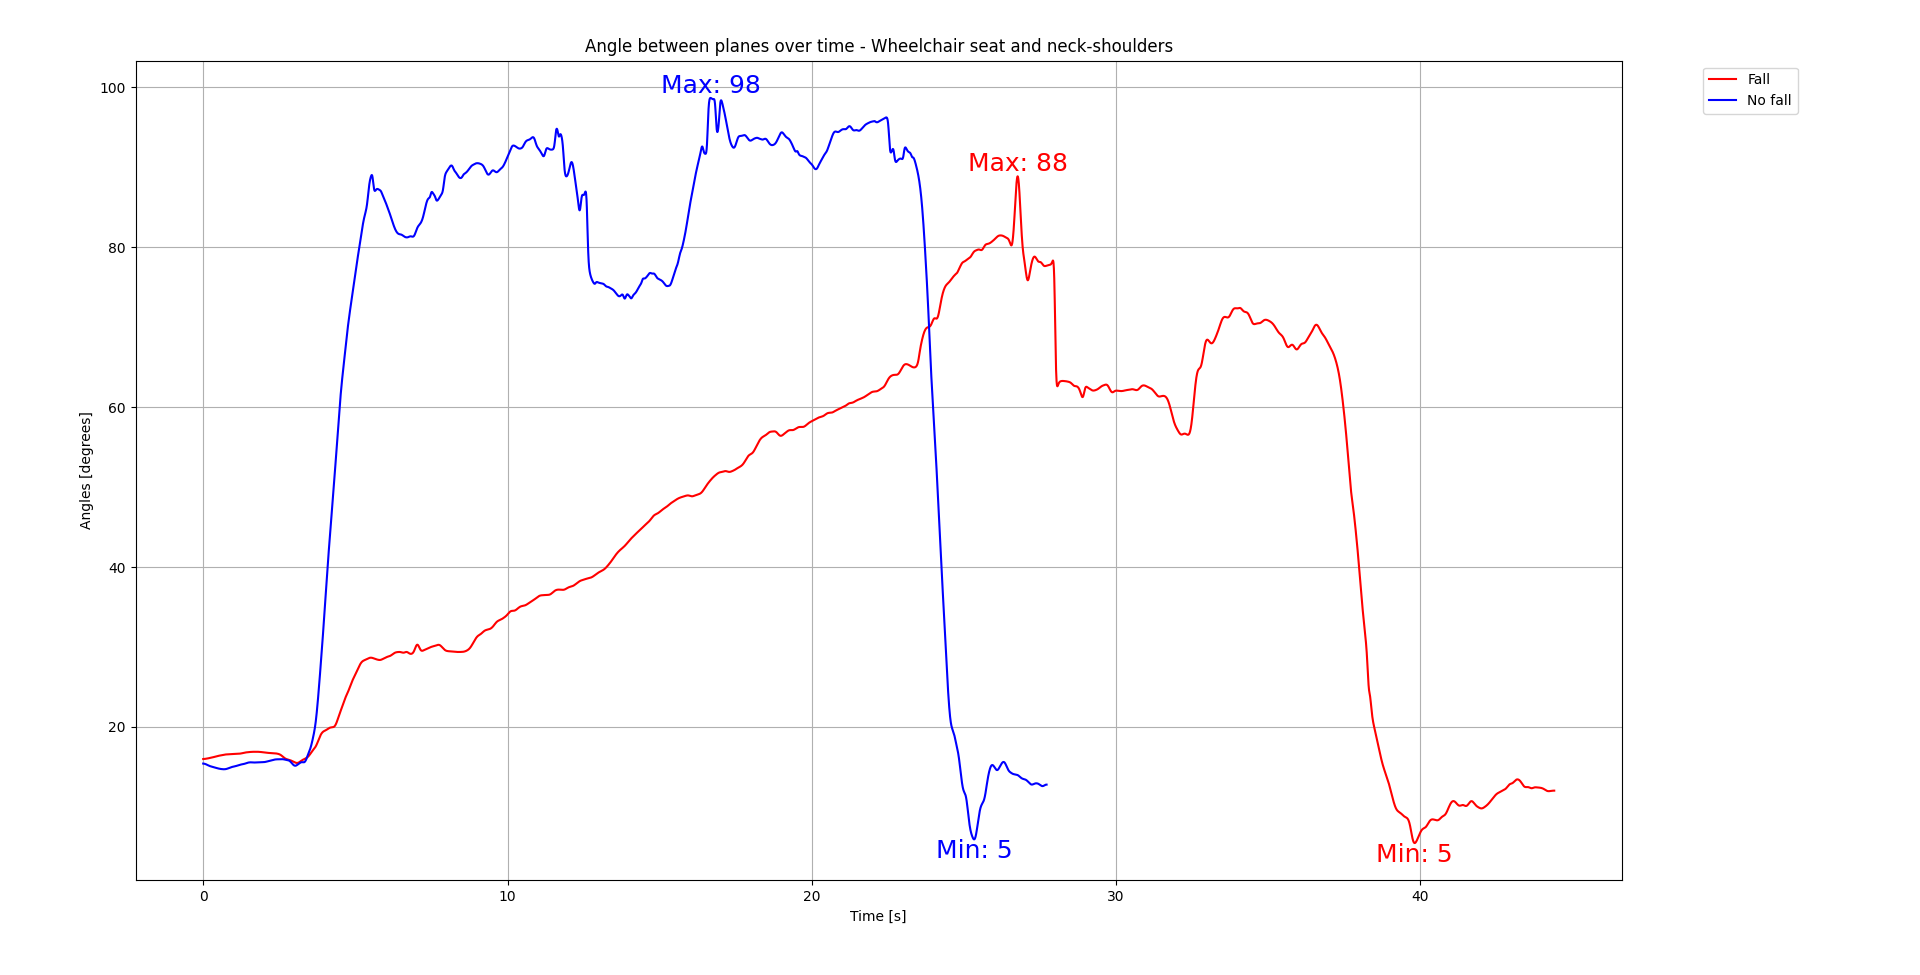 Angle between planes over time - Wheelchair seat and neck-shoulders
Max: 98
Max: 88
Min: 5
Min: 5
Fall
No fall
Angles [degrees]
100
80
60
40
20
0
10
20
30
40
Time [s]